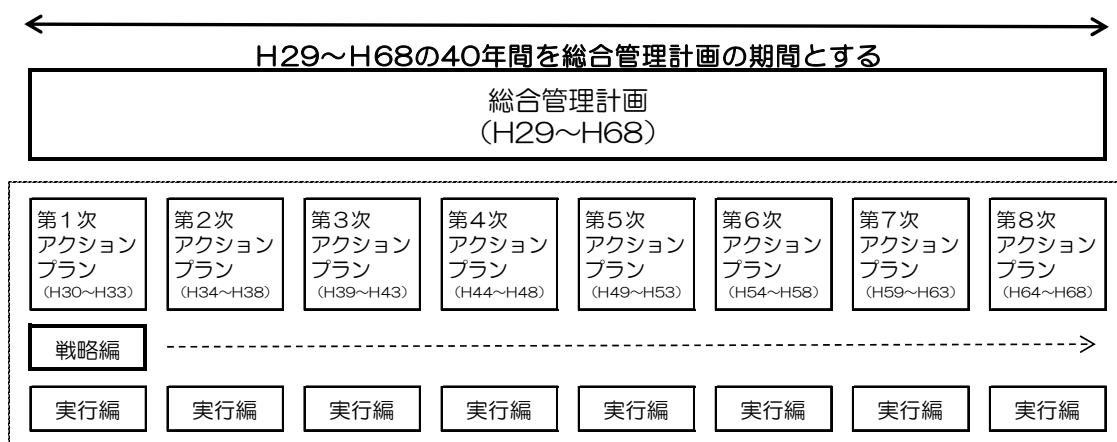 H29～H68の40年間を総合管理計画の期間とする
総合管理計画
（H29～H68）
第１次
アクション
プラン
（H30～H33）
第２次
アクション
プラン
（H34～H38）
第３次
アクション
プラン
（H39～H43）
第４次
アクション
プラン
（H44～H48）
第５次
アクション
プラン
（H49～H53）
第６次
アクション
プラン
（H54～H58）
第７次
アクション
プラン
（H59～H63）
第８次
アクション
プラン
（H64～H68）
戦略編
実行編
実行編
実行編
実行編
実行編
実行編
実行編
実行編